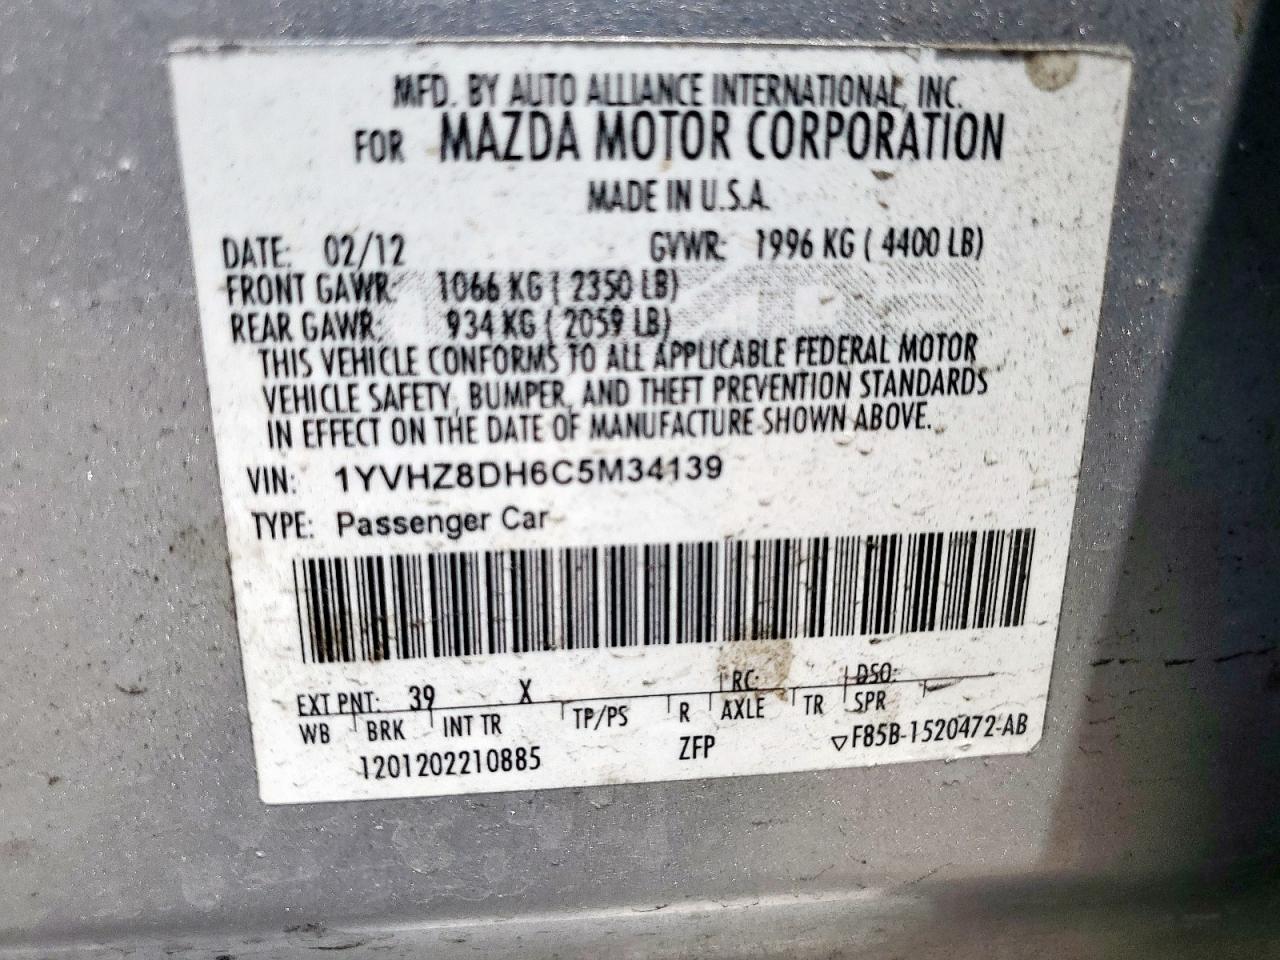 MFD. BY AUTO ALLIANCE INTERNATIONAL, INC.
FOR MAZDA MOTOR CORPORATION
MADE IN U.S.A.
DATE: 02/12 GVWR: 1996 KG ( 4400 LB)
FRONT GAWR: 1066 KG ( 2350 LB)
REAR GAWR: 934 KG ( 2059 LB)
THIS VEHICLE CONFORMS TO ALL APPLICABLE FEDERAL MOTOR
VEHICLE SAFETY, BUMPER, AND THEFT PREVENTION STANDARDS
IN EFFECT ON THE DATE OF MANUFACTURE SHOWN ABOVE.
VIN: 1YVHZ8DH6C5M34139
TYPE: Passenger Car
EXT PNT: 39 X RC: DSO:
WB BRK INT TR TP/PS R AXLE TR SPR
1201202210885 ZFP ▽F85B-1520472-AB